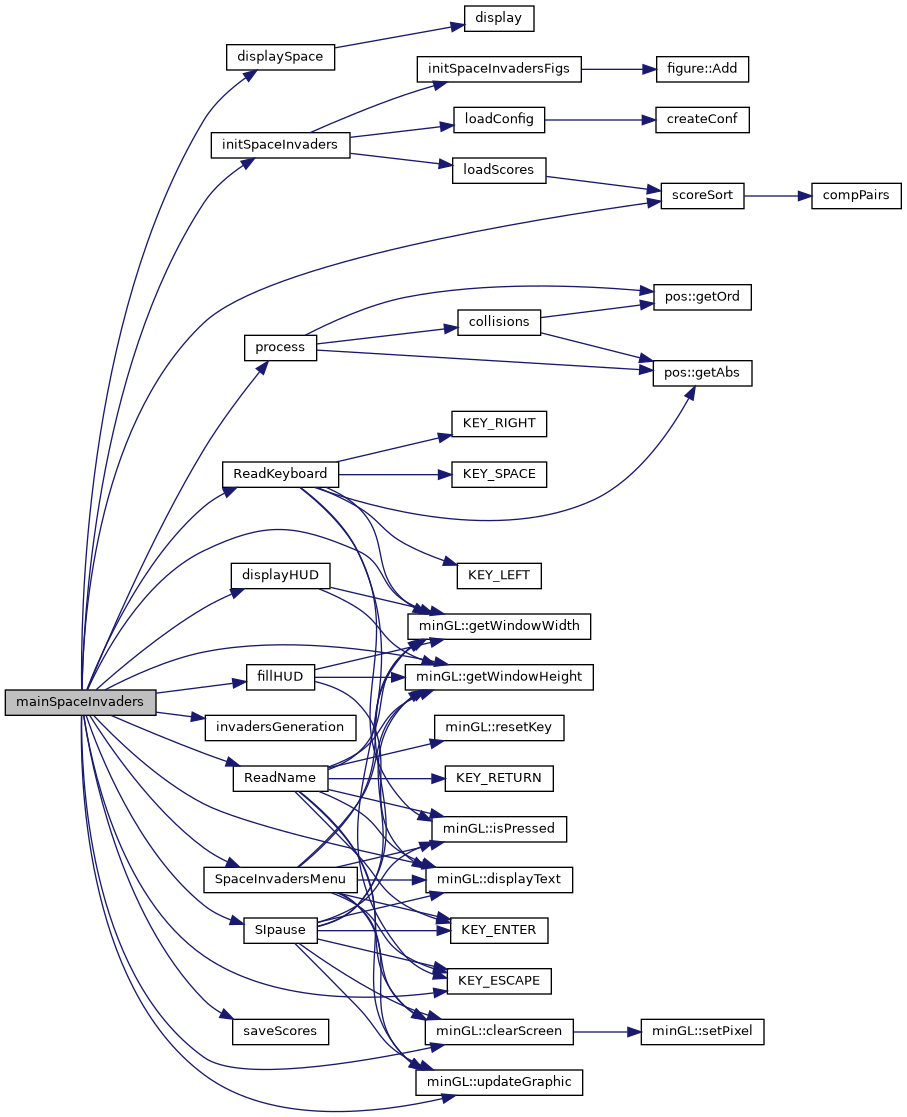 display
displaySpace
initSpaceInvadersFigs
figure::Add
loadConfig
createConf
initSpaceInvaders
loadScores
scoreSort
compPairs
pos::getOrd
collisions
process
pos::getAbs
KEY_RIGHT
ReadKeyboard
KEY_SPACE
displayHUD
KEY_LEFT
minGL::getWindowWidth
fillHUD
minGL::getWindowHeight
mainSpaceInvaders
invadersGeneration
minGL::resetKey
ReadName
KEY_RETURN
minGL::isPressed
SpaceInvadersMenu
minGL::displayText
SIpause
KEY_ENTER
KEY_ESCAPE
saveScores
minGL::clearScreen
minGL::setPixel
minGL::updateGraphic